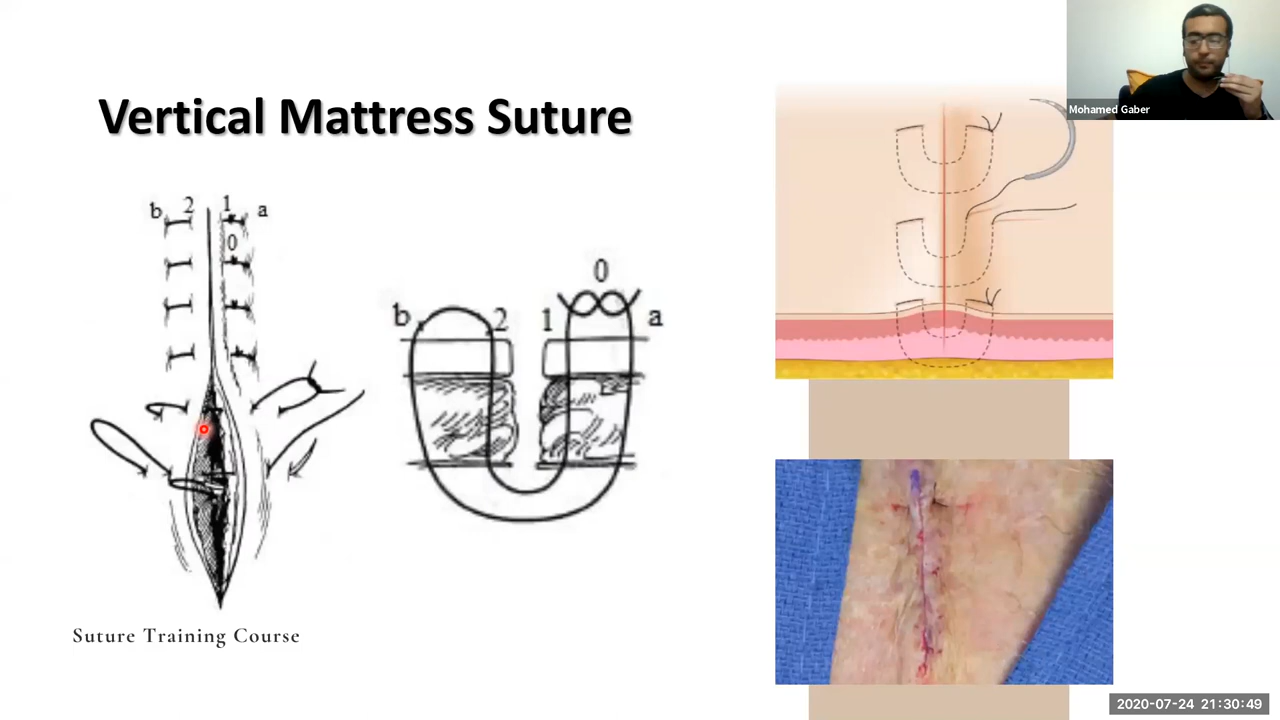 Mohamed Gaber
Vertical Mattress Suture
b 2 1 a
0
0
b 2 1 a
Suture Training Course
2020-07-24 21:30:49